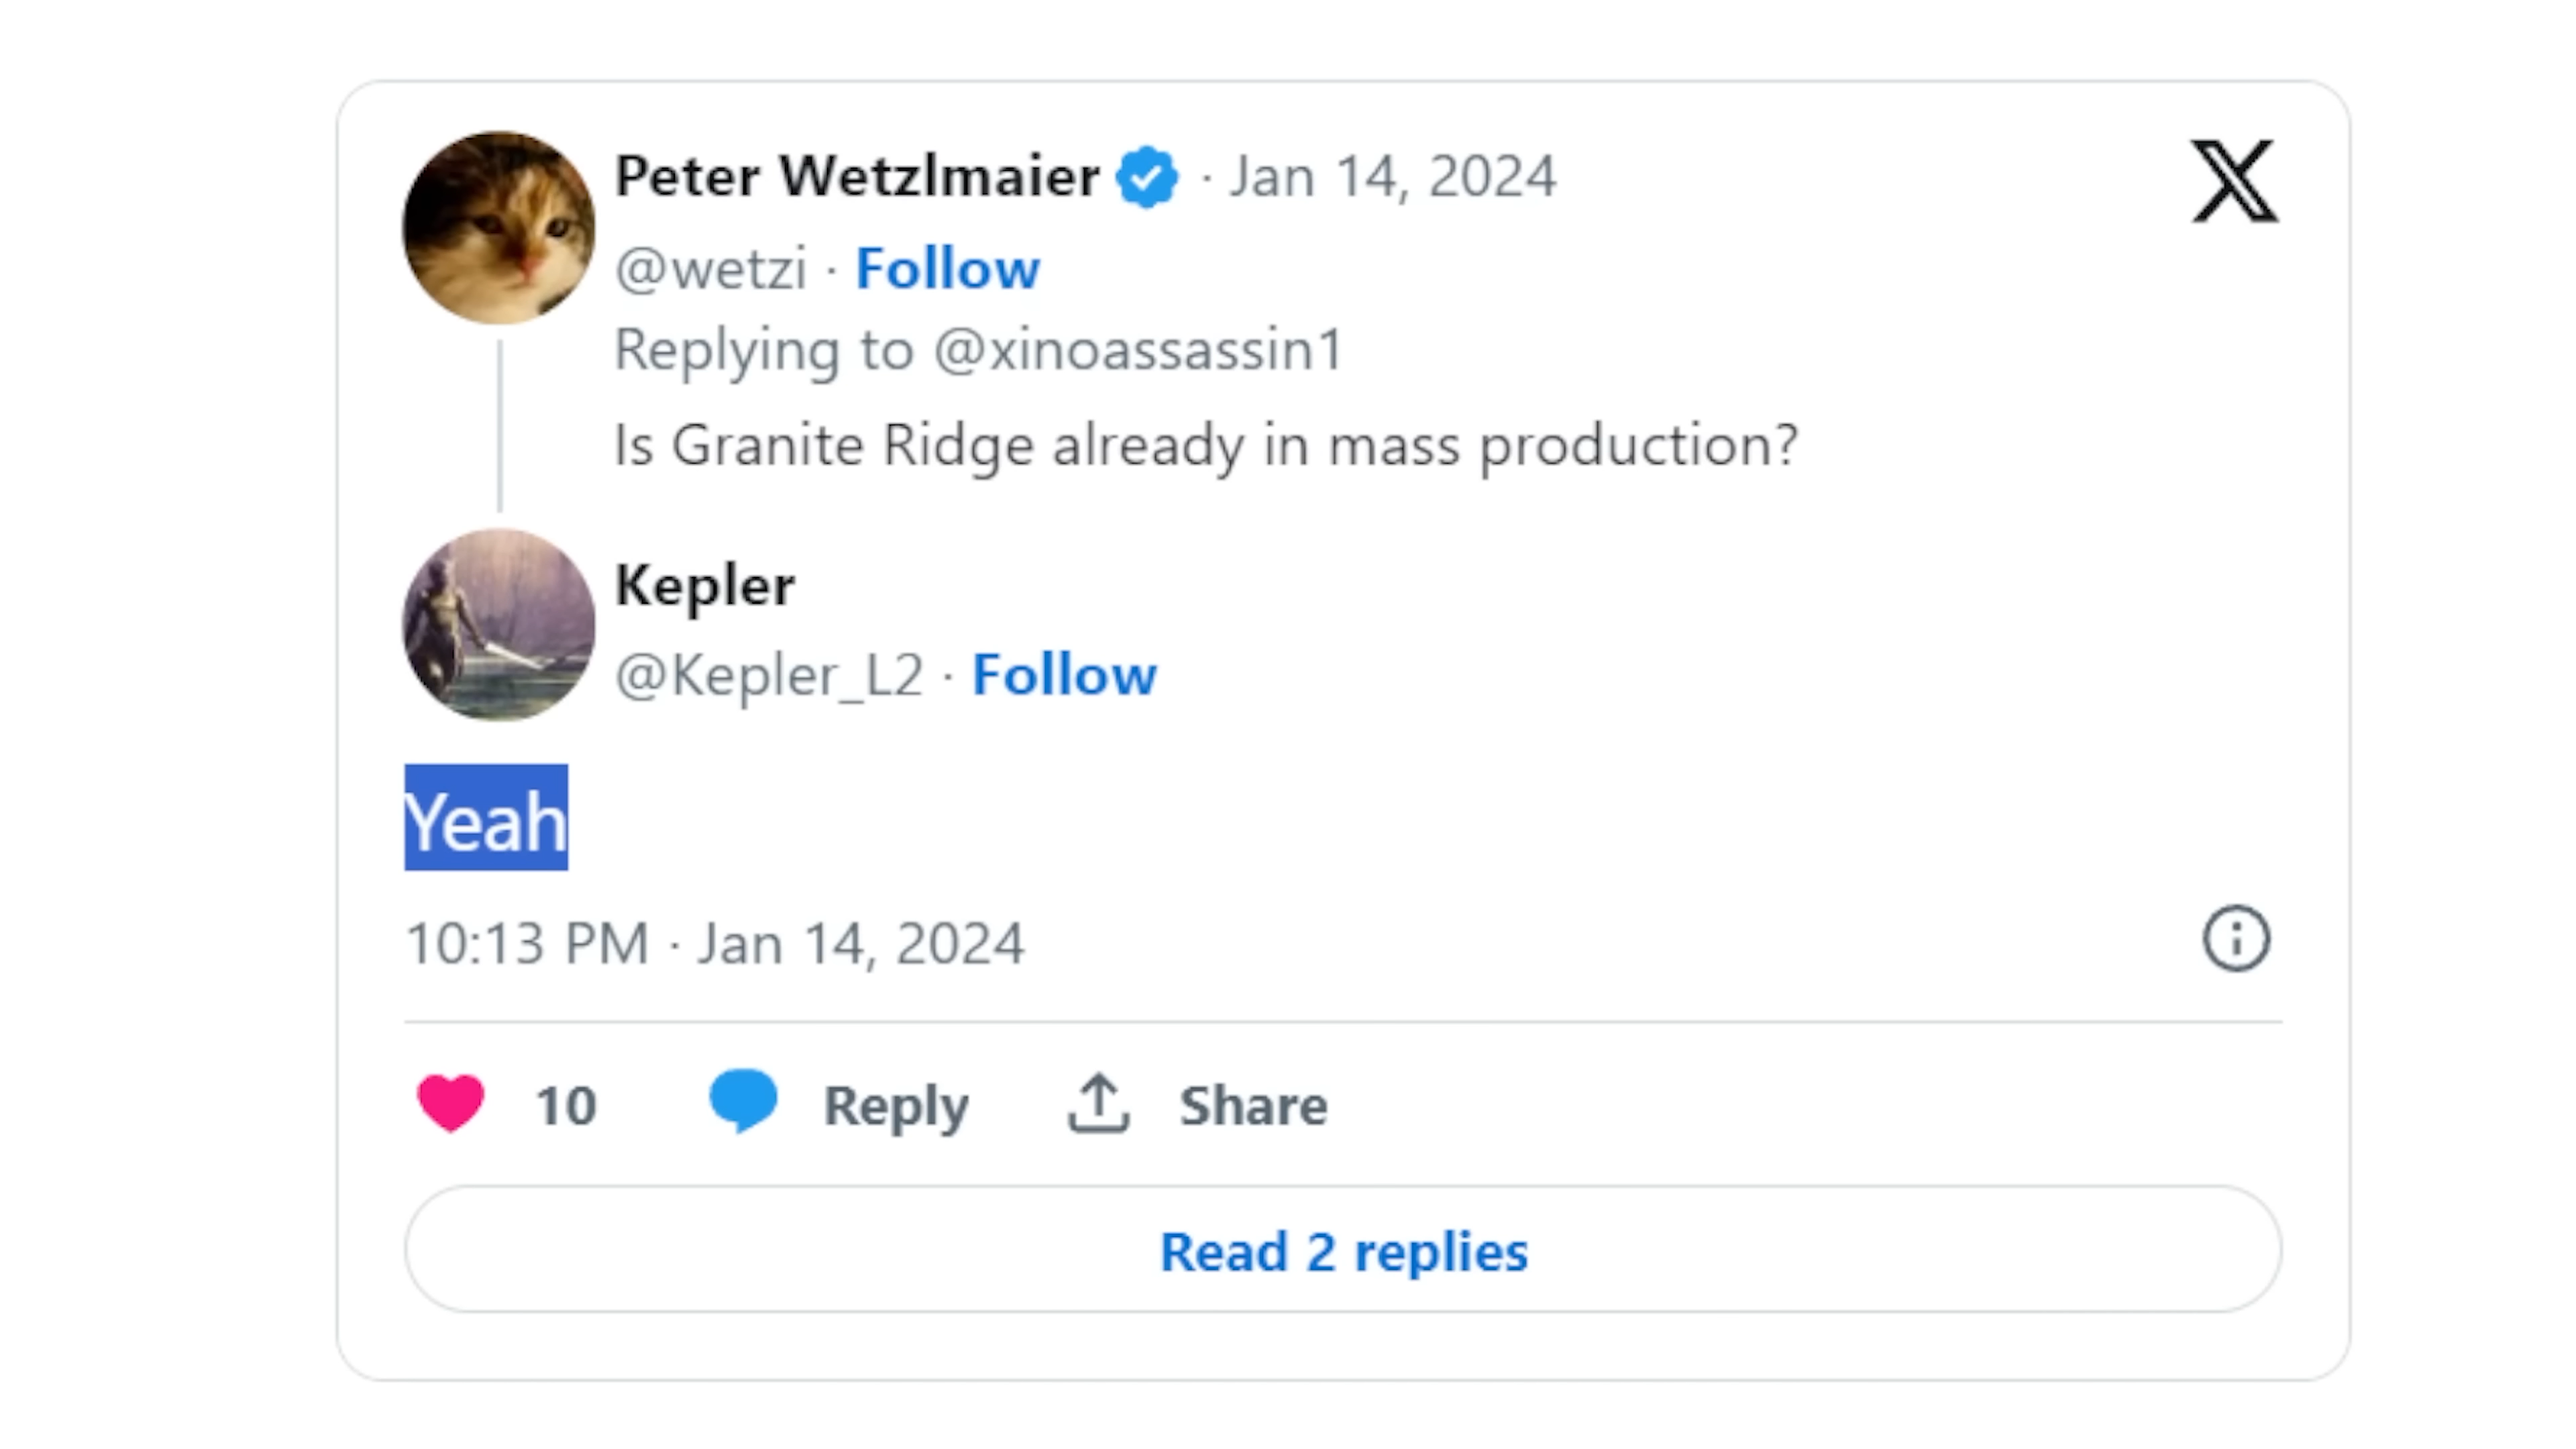 Peter Wetzlmaier · Jan 14, 2024
@wetzi · Follow
Replying to @xinoassassin1
Is Granite Ridge already in mass production?
Kepler
@Kepler_L2 · Follow
Yeah
10:13 PM · Jan 14, 2024
10 Reply Share
Read 2 replies